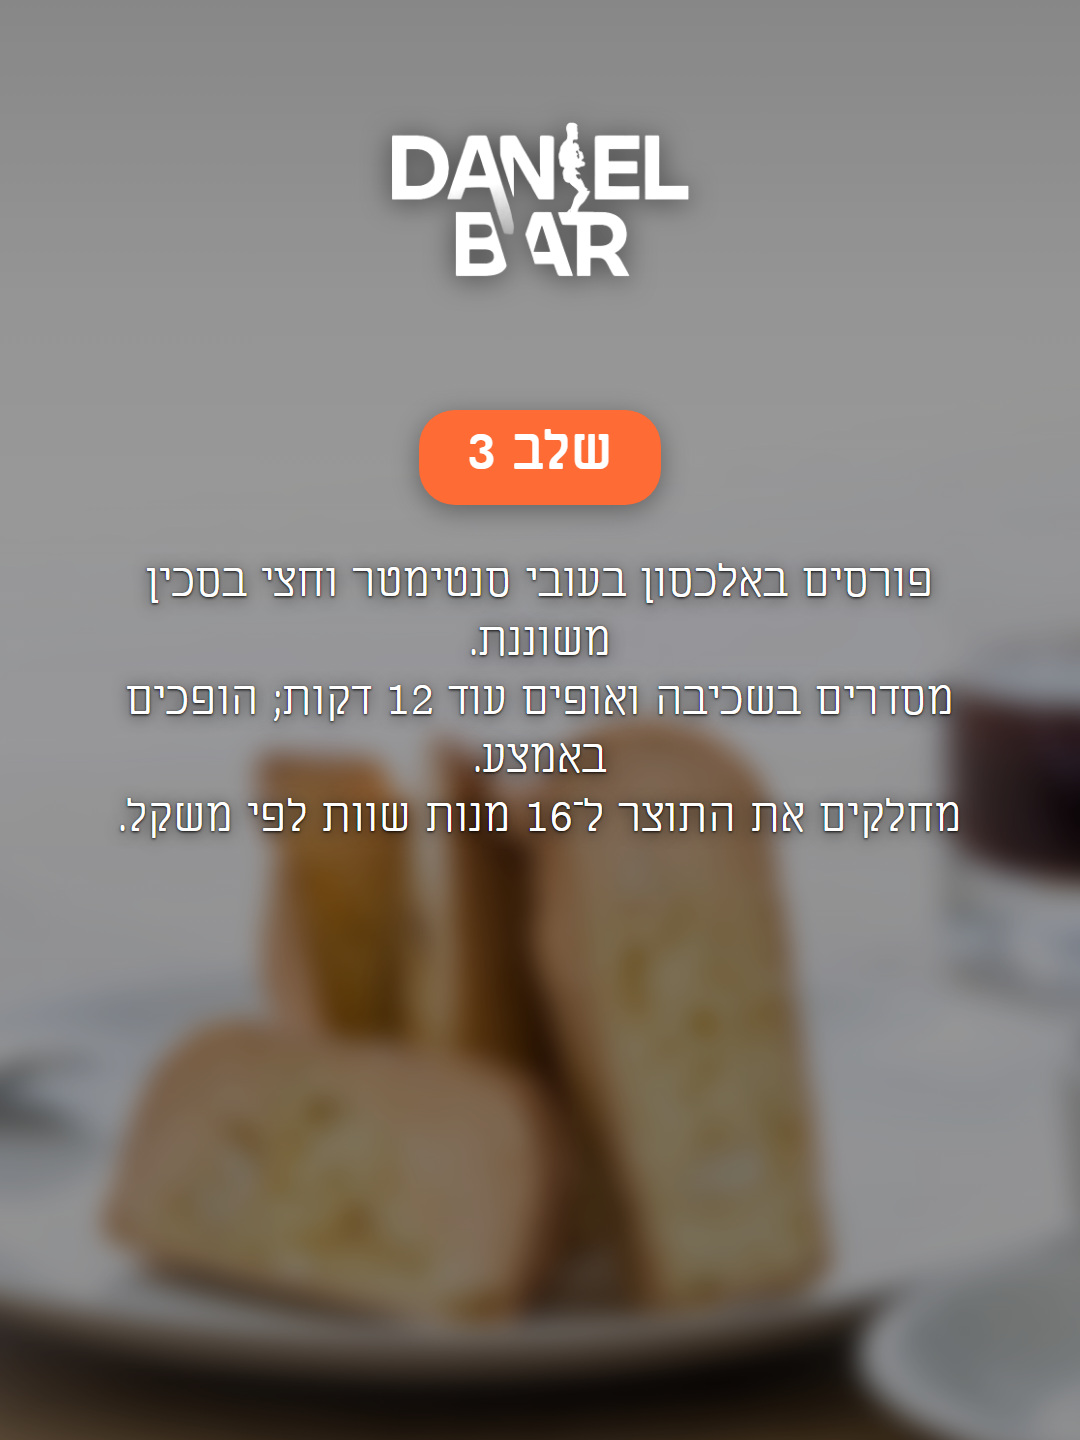 DANIEL
BAR
שלב 3
פורסים באלכסון בעובי סנטימטר וחצי בסכין
משוננת.
מסדרים בשכיבה ואופים עוד 12 דקות; הופכים
באמצע.
מחלקים את התוצר ל־16 מנות שוות לפי משקל.